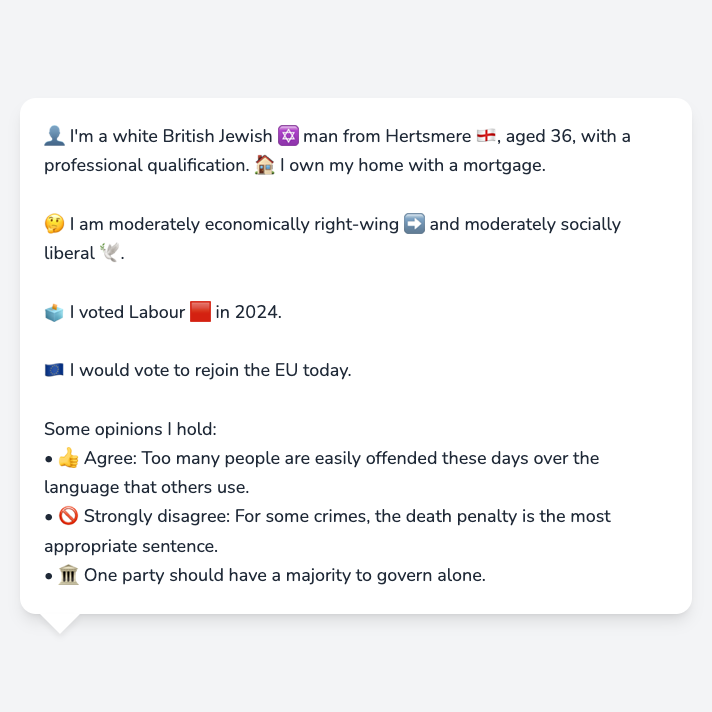 👤 I'm a white British Jewish ✡️ man from Hertsmere 🏴󠁧󠁢󠁥󠁮󠁧󠁿, aged 36, with a
professional qualification. 🏠 I own my home with a mortgage.
🤔 I am moderately economically right-wing ➡️ and moderately socially
liberal 🕊️.
🗳️ I voted Labour 🟥 in 2024.
🇪🇺 I would vote to rejoin the EU today.
Some opinions I hold:
• 👍 Agree: Too many people are easily offended these days over the
language that others use.
• 🚫 Strongly disagree: For some crimes, the death penalty is the most
appropriate sentence.
• 🏛️ One party should have a majority to govern alone.